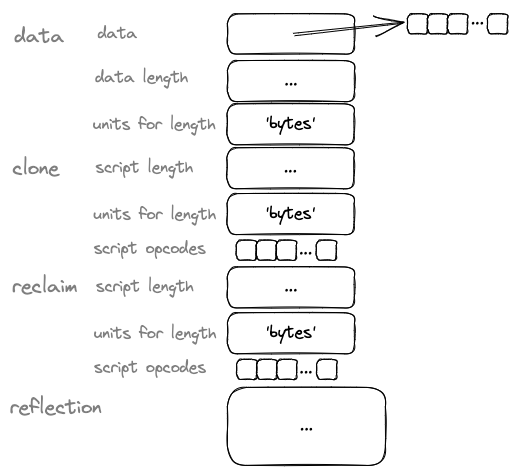 data data
data length ...
units for length 'bytes'
clone script length ...
units for length 'bytes'
script opcodes ...
reclaim script length ...
units for length 'bytes'
script opcodes ...
reflection
...